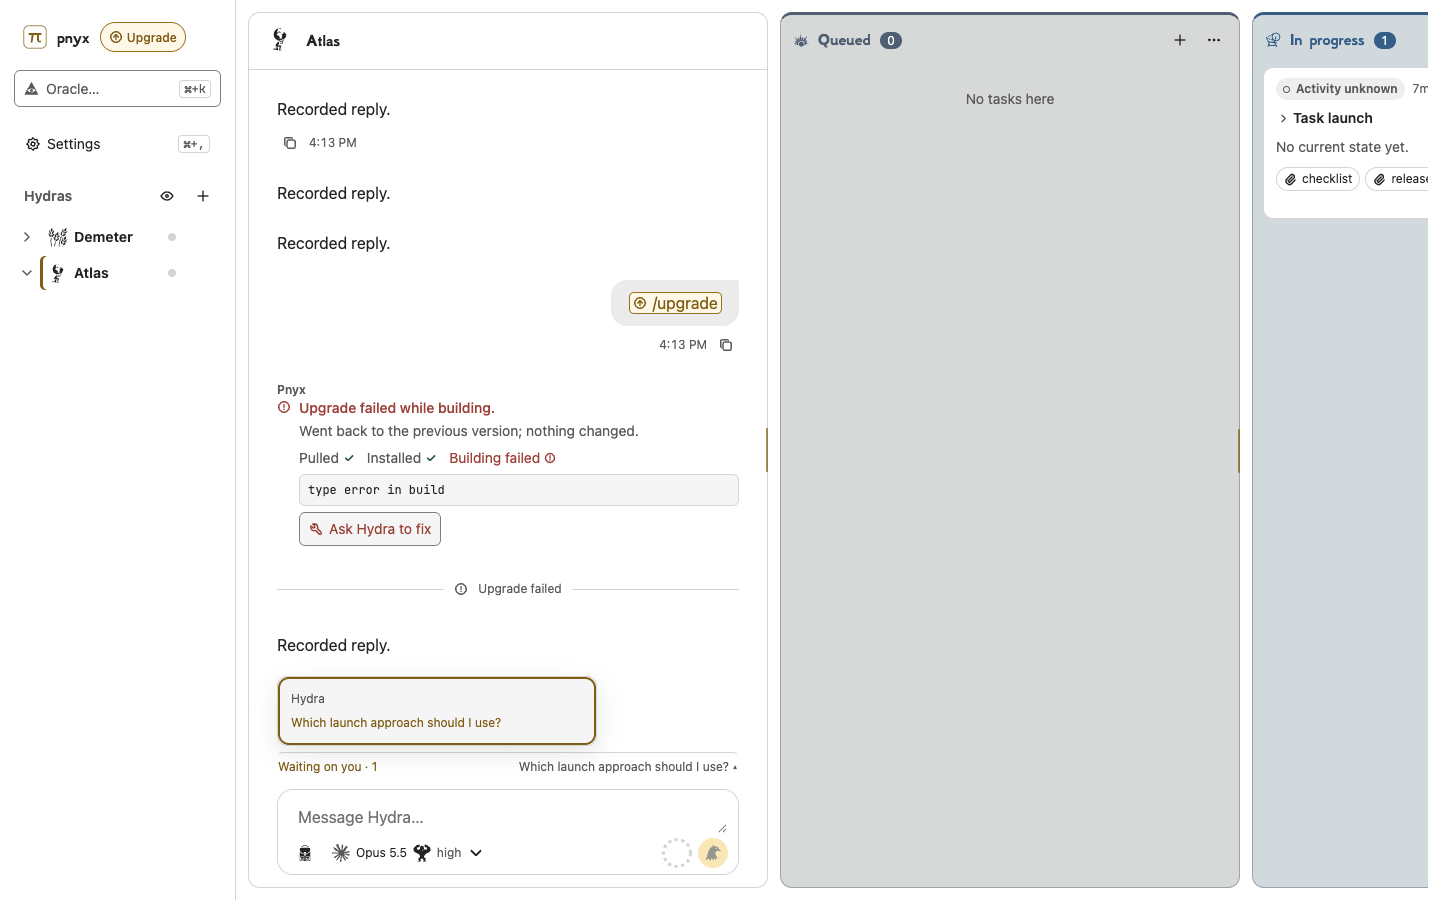 pnyx
Upgrade
Oracle...
⌘+K
Settings
⌘+,
Hydras
Demeter
Atlas
Atlas
Recorded reply.
4:13 PM
Recorded reply.
Recorded reply.
/upgrade
4:13 PM
Pnyx
Upgrade failed while building.
Went back to the previous version; nothing changed.
Pulled ✓ Installed ✓ Building failed
type error in build
Ask Hydra to fix
Upgrade failed
Recorded reply.
Hydra
Which launch approach should I use?
Waiting on you · 1
Which launch approach should I use?
Message Hydra...
Opus 5.5 high
Queued 0
No tasks here
In progress 1
Activity unknown 7m
Task launch
No current state yet.
checklist release